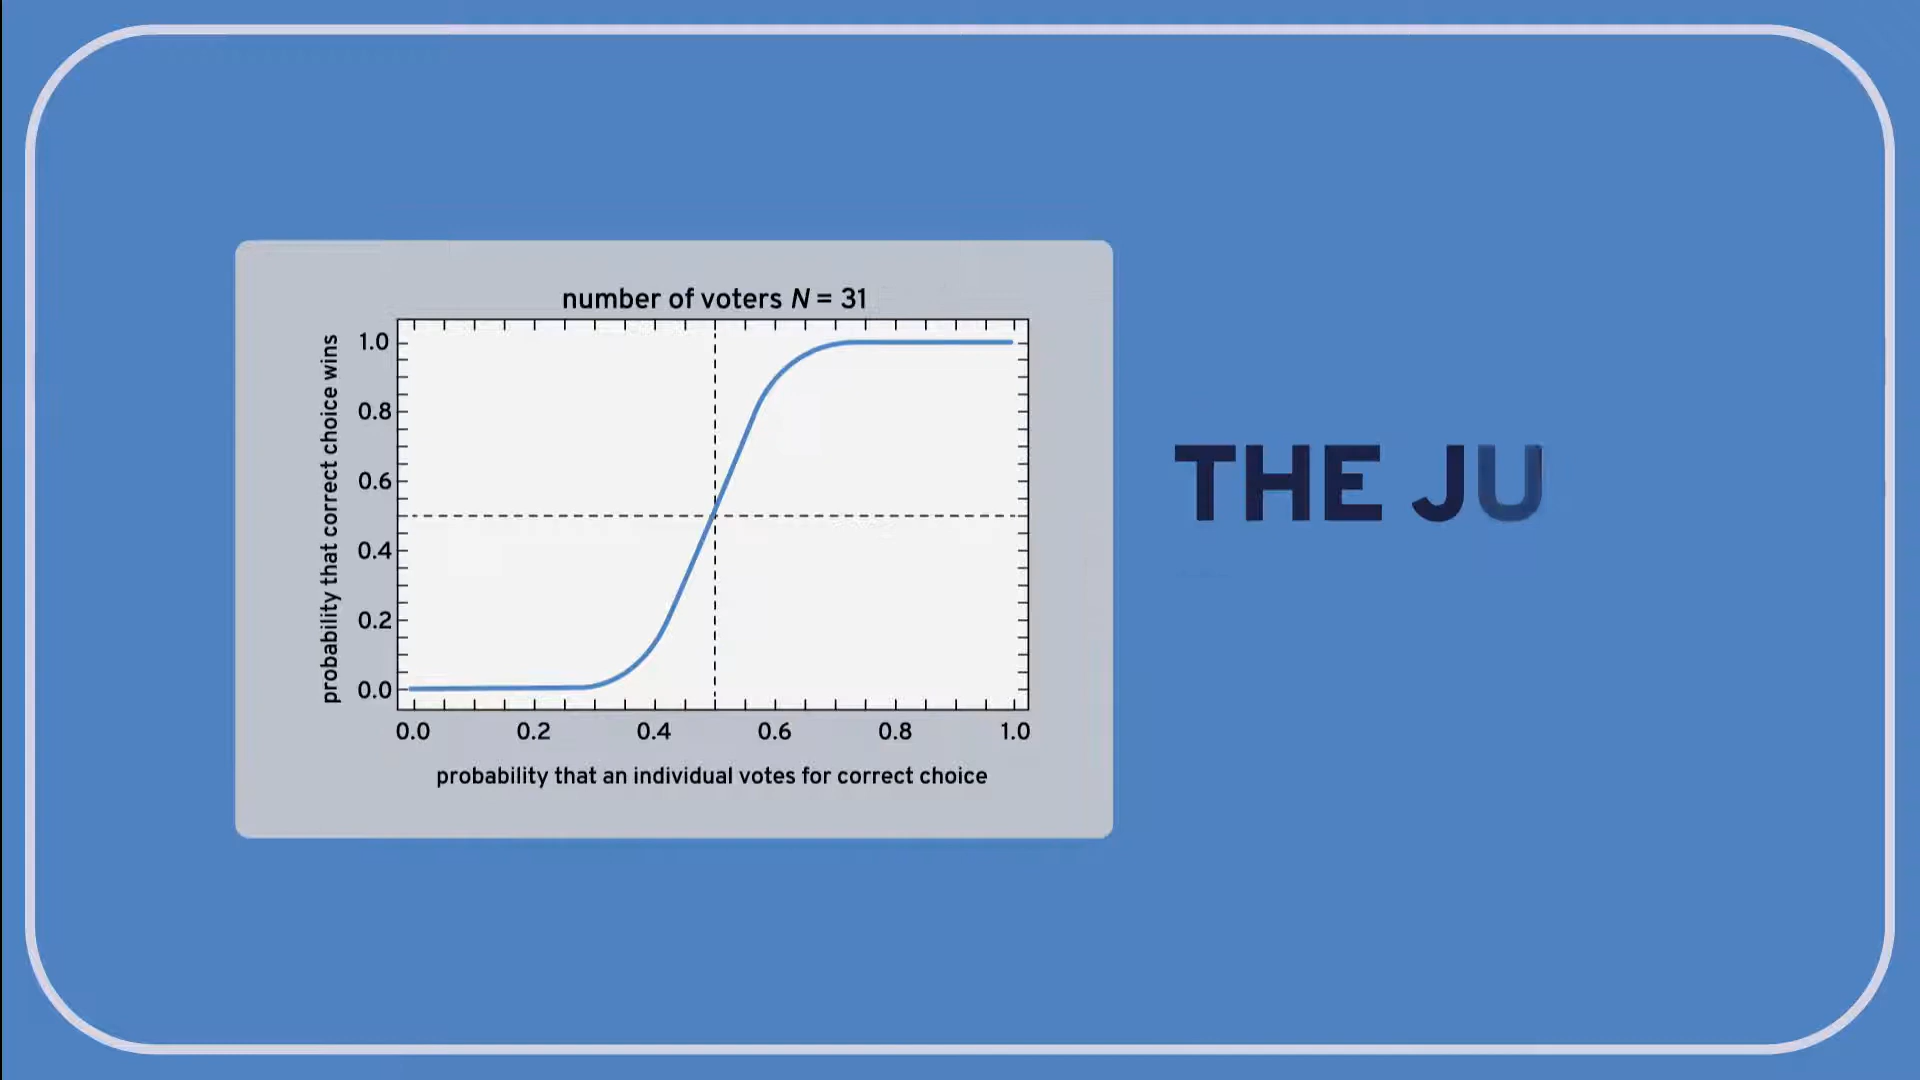 number of voters N = 31
probability that correct choice wins
1.0
0.8
0.6
0.4
0.2
0.0
0.0 0.2 0.4 0.6 0.8 1.0
probability that an individual votes for correct choice
THE JU